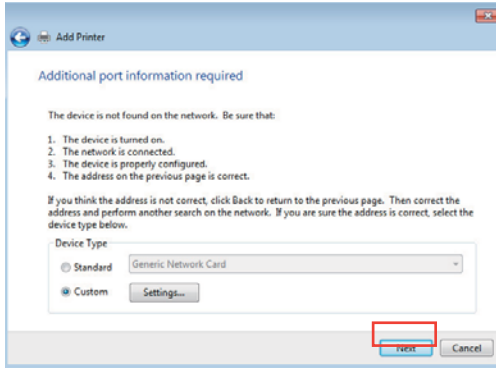 Add Printer
Additional port information required
The device is not found on the network. Be sure that:
1. The device is turned on.
2. The network is connected.
3. The device is properly configured.
4. The address on the previous page is correct.
If you think the address is not correct, click Back to return to the previous page. Then correct the
address and perform another search on the network. If you are sure the address is correct, select the
device type below.
Device Type
Standard Generic Network Card
Custom Settings...
Next Cancel